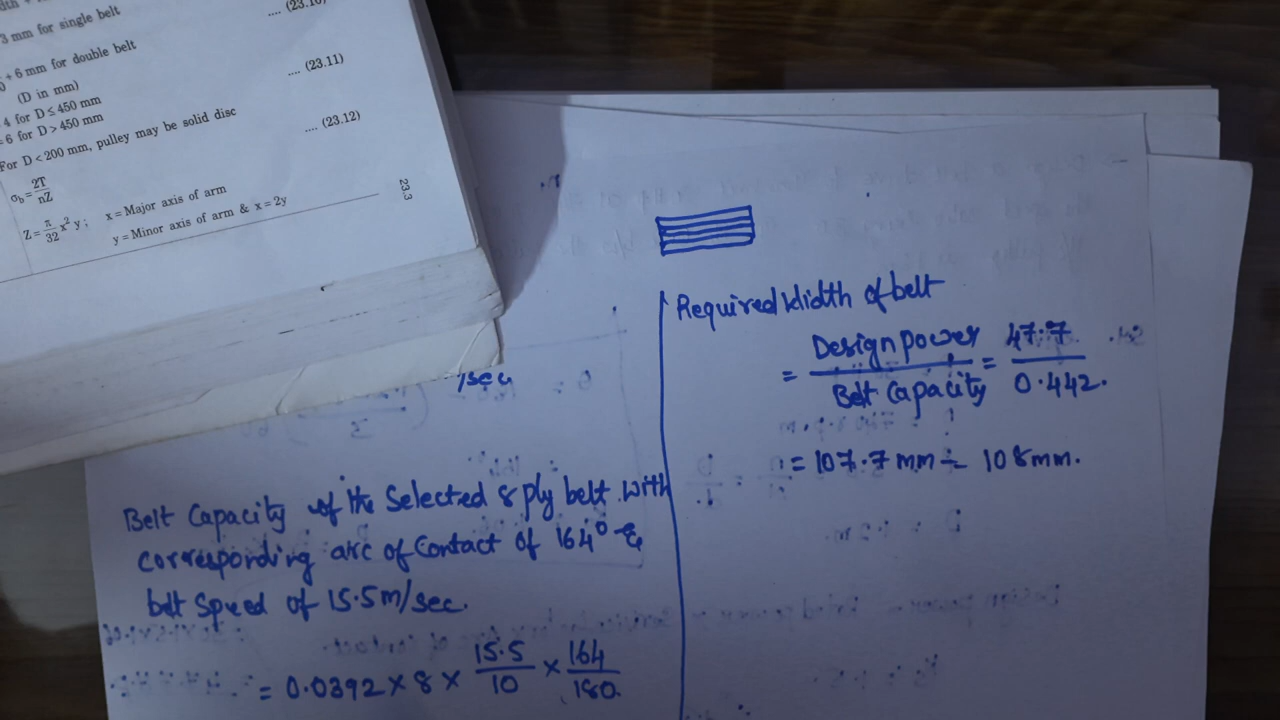 3 mm for single belt
.... (23.10)
+ 6 mm for double belt
.... (23.11)
(D in mm)
4 for D ≤ 450 mm
= 6 for D > 450 mm
For D < 200 mm, pulley may be solid disc
.... (23.12)
σb = 2T/nZ
Z = π/32 x² y ; x = Major axis of arm
y = Minor axis of arm & x = 2y
23.3
/sec
Belt Capacity of the Selected 8 ply belt with
corresponding arc of Contact of 164° &
belt Speed of 15.5 m/sec.
= 0.0392 × 8 × 15.5/10 × 164/180.
Required Width of belt
= Design power/Belt Capacity = 47.7/0.442.
= 107.7 mm ≃ 108 mm.